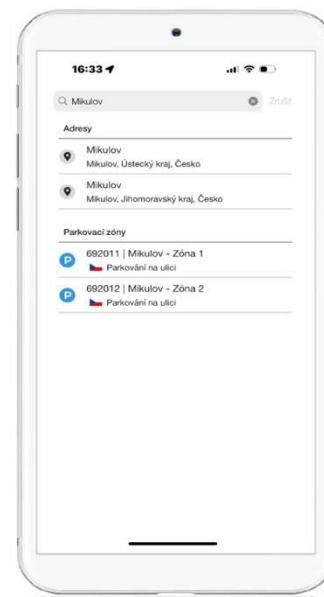 16:33
Mikulov
Zrušit
Adresy
Mikulov
Mikulov, Ústecký kraj, Česko
Mikulov
Mikulov, Jihomoravský kraj, Česko
Parkovací zóny
P
692011 | Mikulov - Zóna 1
Parkování na ulici
P
692012 | Mikulov - Zóna 2
Parkování na ulici